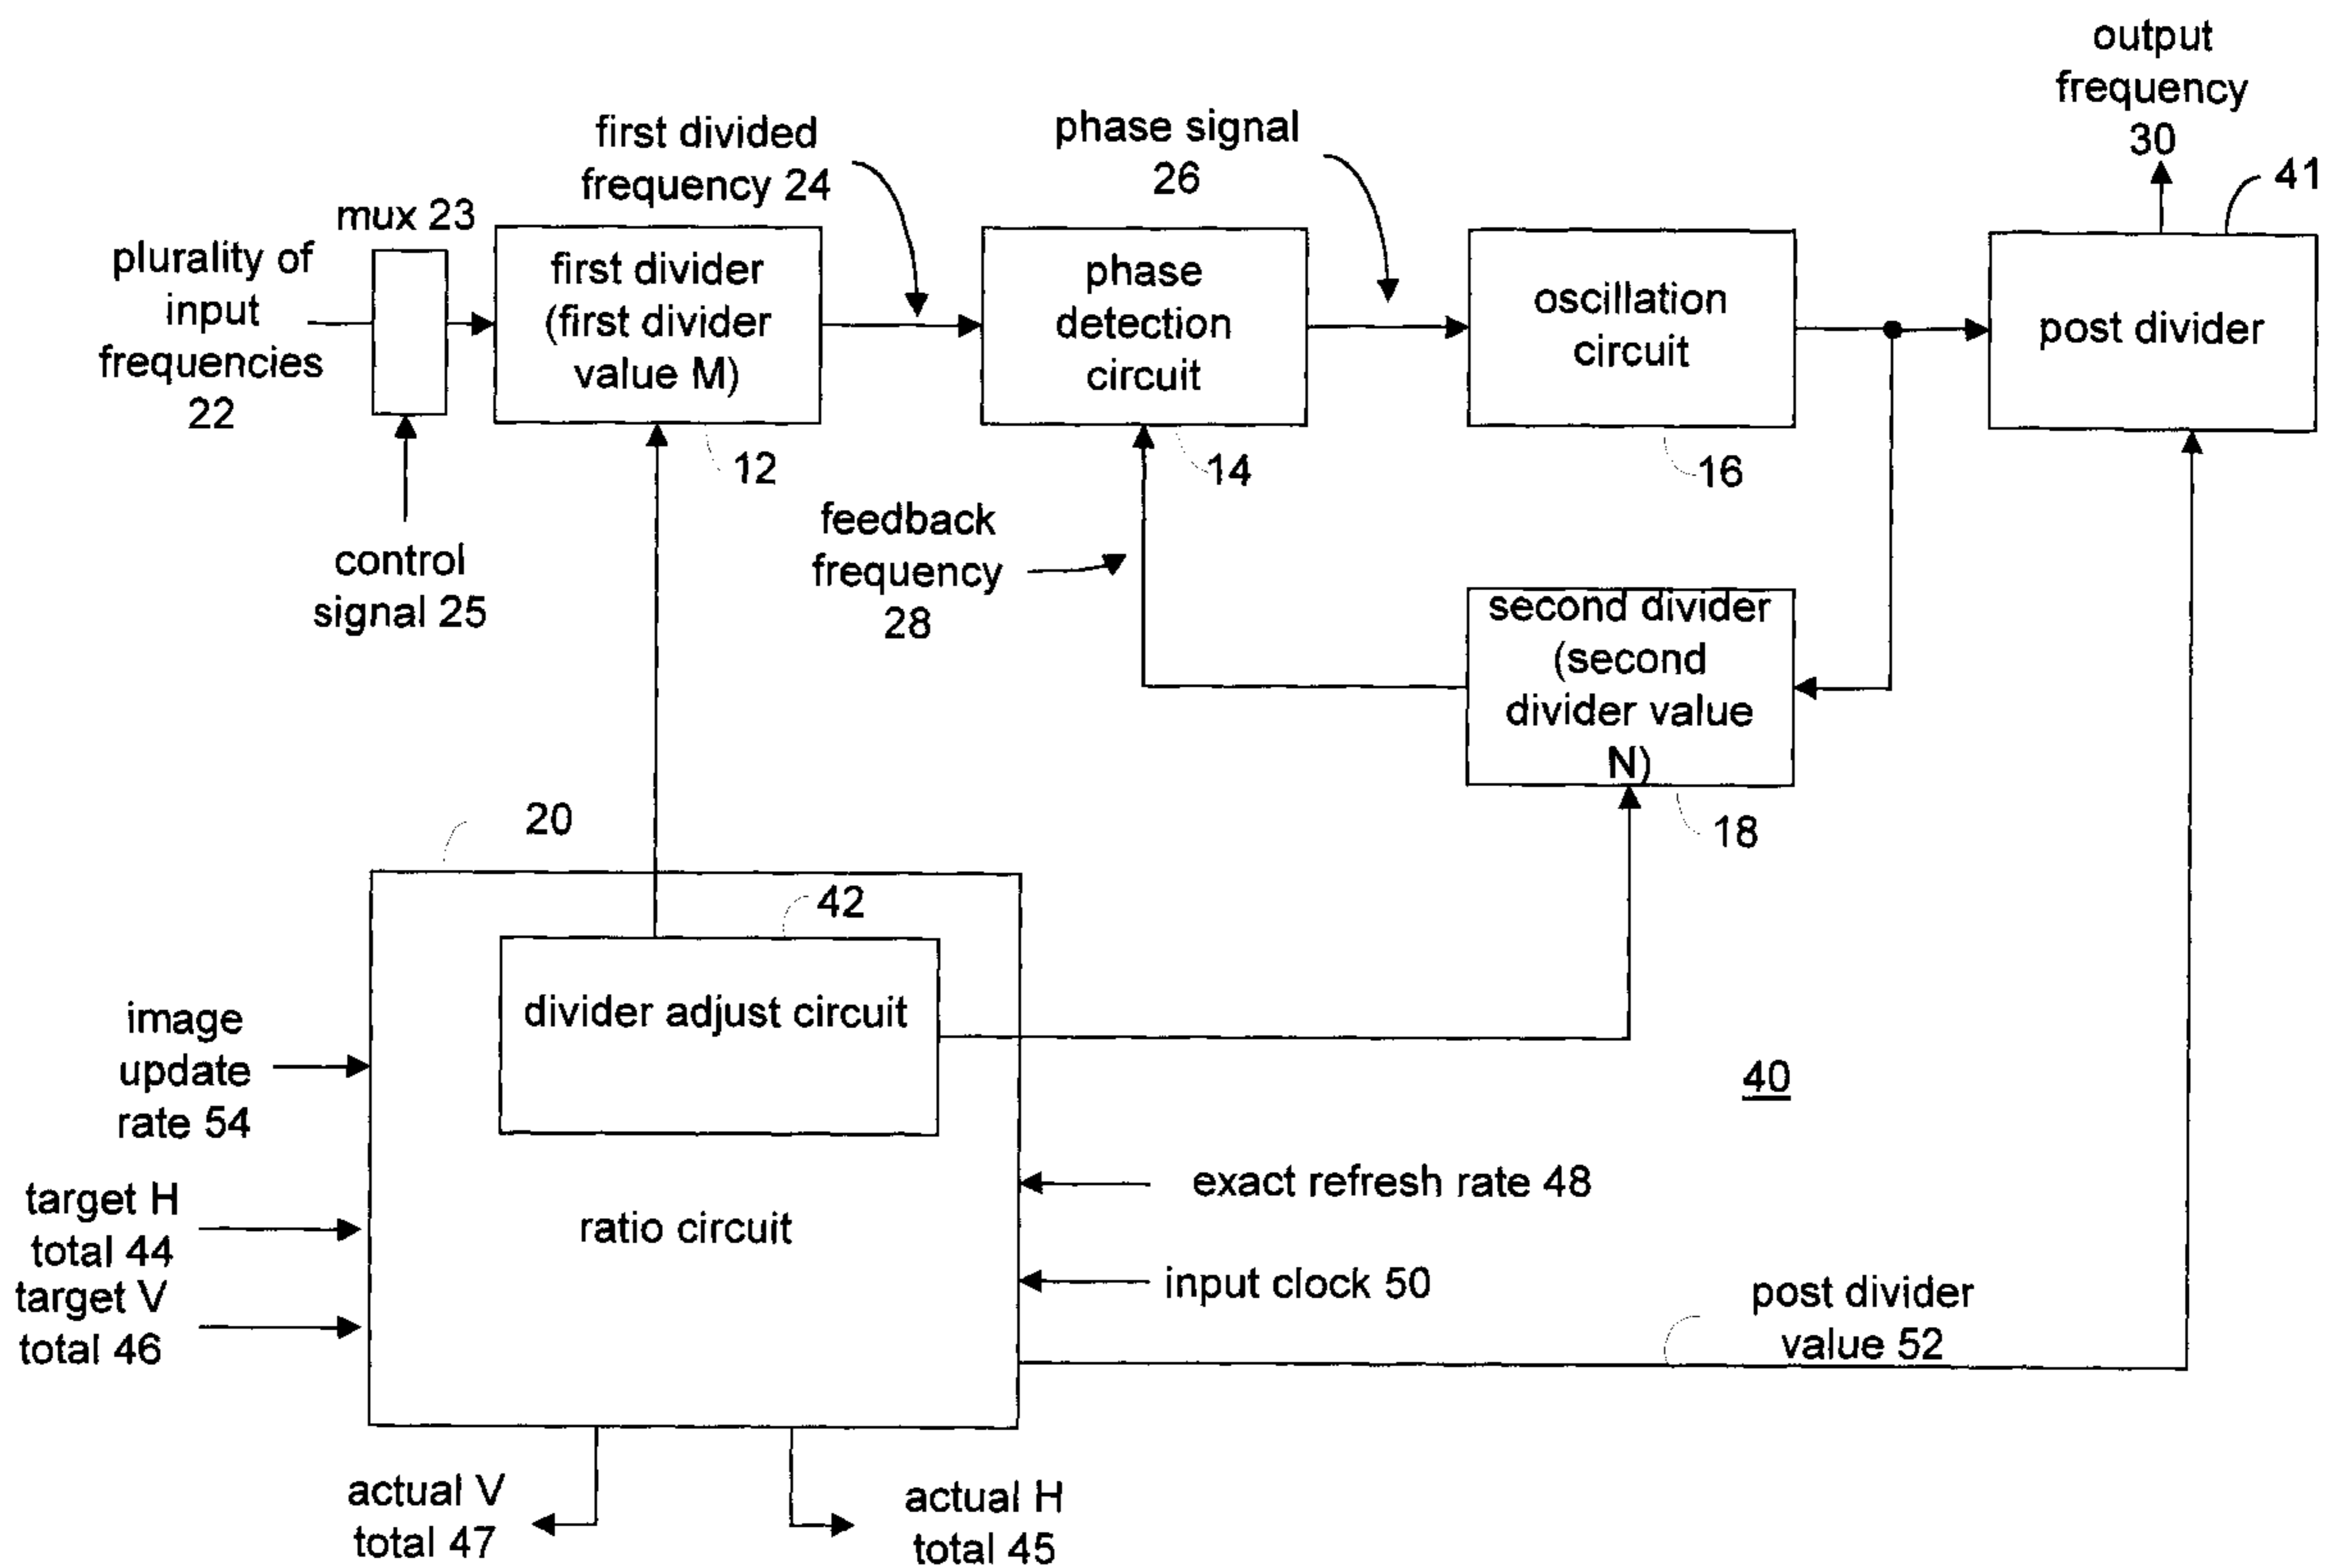 output
frequency
30
41
first divided
frequency 24
phase signal
26
mux 23
plurality of
input
frequencies
22
first divider
(first divider
value M)
phase
detection
circuit
oscillation
circuit
post divider
12
14
16
control
signal 25
feedback
frequency
28
second divider
(second
divider value
N)
18
20
42
divider adjust circuit
image
update
rate 54
40
target H
total 44
ratio circuit
exact refresh rate 48
input clock 50
target V
total 46
post divider
value 52
actual V
total 47
actual H
total 45